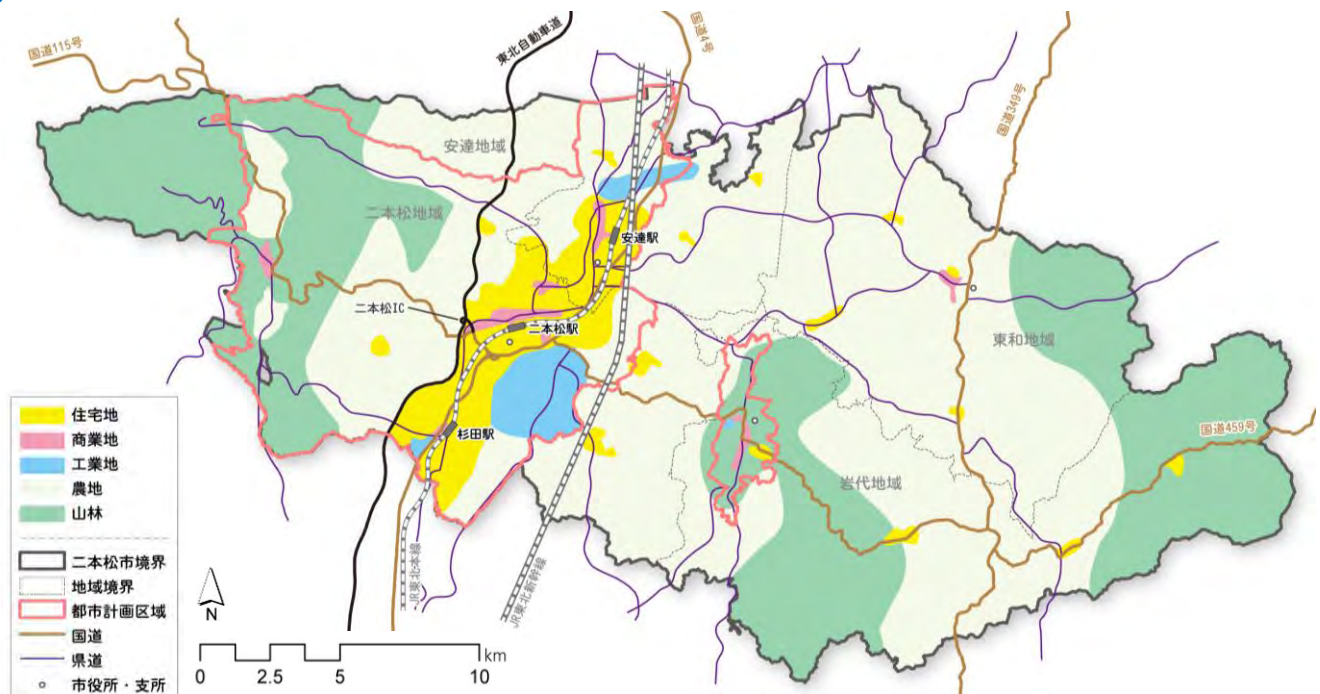 国道115号
東北自動車道
国道4号
国道349号
安達地域
二本松地域
安達駅
二本松IC
二本松駅
東和地域
杉田駅
国道459号
岩代地域
JR東北本線
JR東北新幹線
住宅地
商業地
工業地
農地
山林
二本松市境界
地域境界
都市計画区域
国道
県道
市役所・支所
N
km
0 2.5 5 10